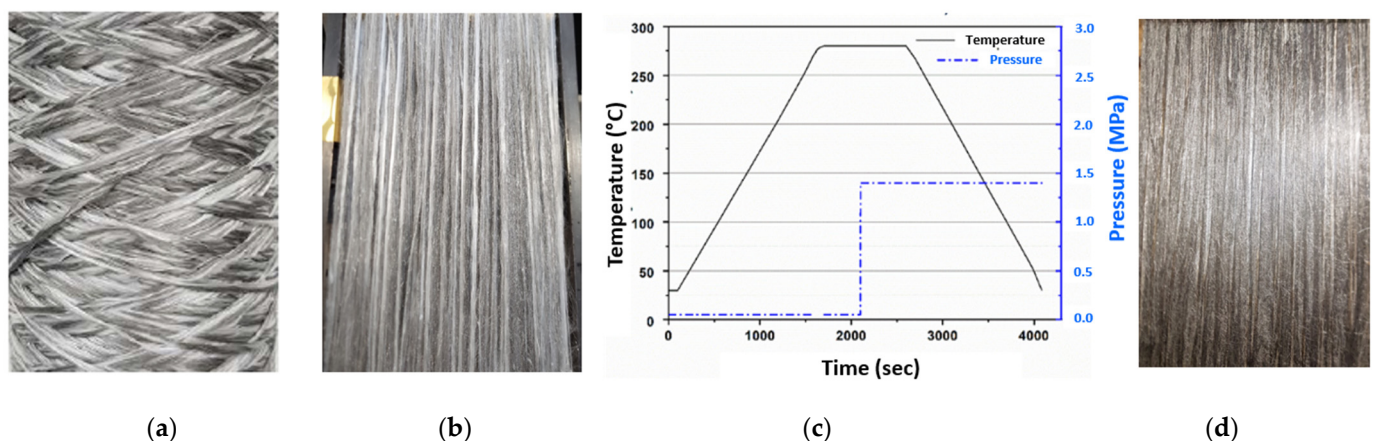 300
250
200
150
100
50
0
Temperature (°C)
0
1000
2000
3000
4000
Time (sec)
Temperature
Pressure
3.0
2.5
2.0
1.5
1.0
0.5
0.0
Pressure (MPa)
(a)
(b)
(c)
(d)